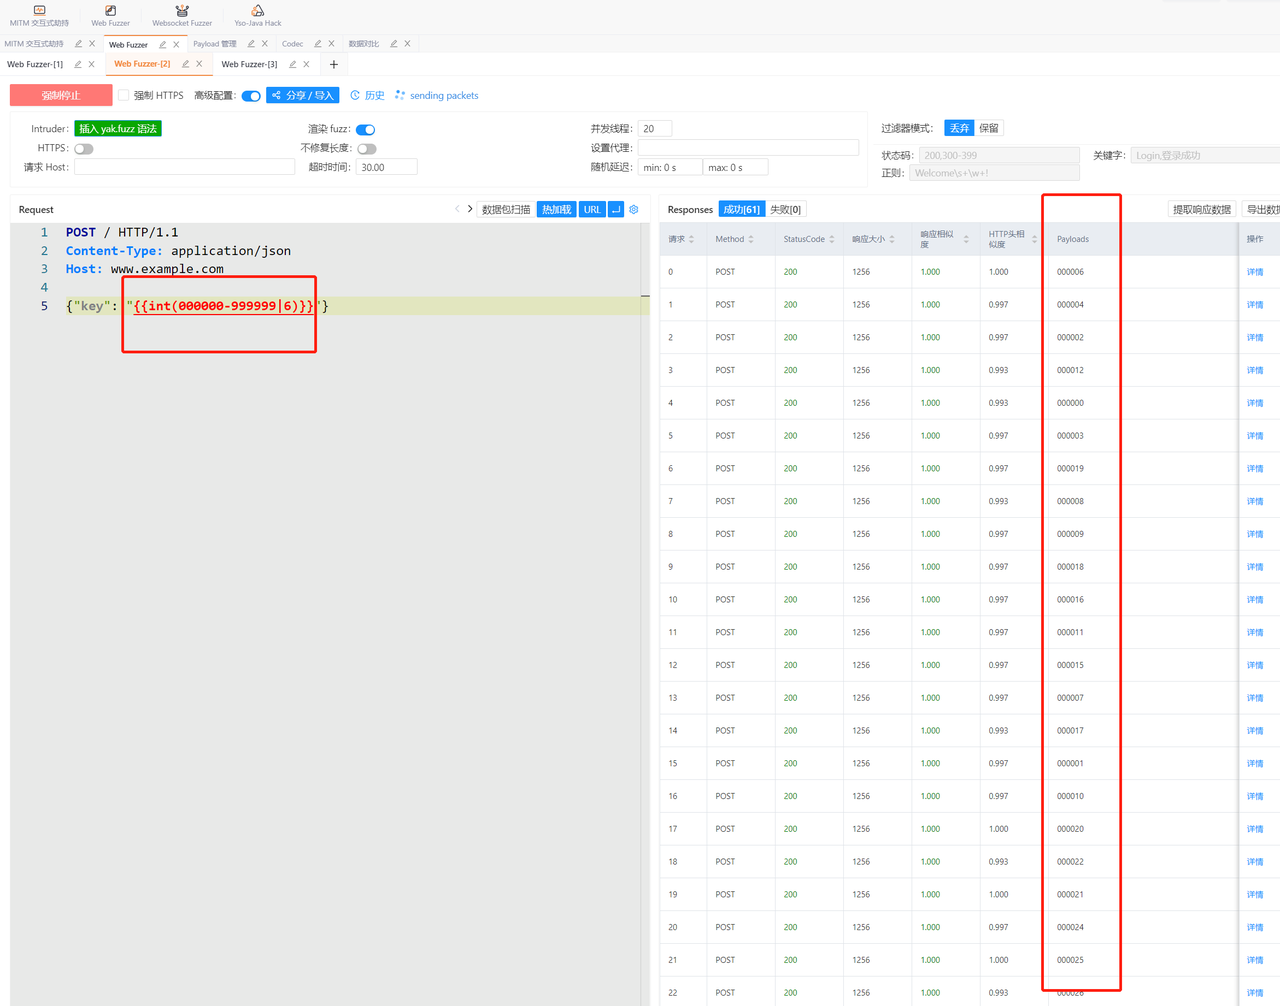 MITM 交互式劫持 Web Fuzzer Websocket Fuzzer Yso-Java Hack
MITM 交互式劫持 Web Fuzzer Payload 管理 Codec 数据对比
Web Fuzzer-[1] Web Fuzzer-[2] Web Fuzzer-[3] +
强制停止 强制 HTTPS 高级配置: 分享 / 导入 历史 sending packets
Intruder: 插入 yak.fuzz 语法 渲染 fuzz: 并发线程: 20 过滤器模式: 丢弃 保留
HTTPS: 不修复长度: 设置代理: 状态码: 200,300-399 关键字: Login,登录成功
请求 Host: 超时时间: 30.00 随机延迟: min: 0 s max: 0 s 正则: Welcome\s+\w+!
Request 数据包扫描 热加载 URL
1 POST / HTTP/1.1
2 Content-Type: application/json
3 Host: www.example.com
4
5 {"key": "{{int(000000-999999|6)}}"}
Responses 成功[61] 失败[0] 提取响应数据 导出数据
请求 Method StatusCode 响应大小 响应相似度 HTTP头相似度 Payloads 操作
0 POST 200 1256 1.000 1.000 000006 详情
1 POST 200 1256 1.000 0.997 000004 详情
2 POST 200 1256 1.000 0.997 000002 详情
3 POST 200 1256 1.000 0.993 000012 详情
4 POST 200 1256 1.000 0.993 000000 详情
5 POST 200 1256 1.000 0.997 000003 详情
6 POST 200 1256 1.000 0.997 000019 详情
7 POST 200 1256 1.000 0.993 000008 详情
8 POST 200 1256 1.000 0.997 000009 详情
9 POST 200 1256 1.000 0.997 000018 详情
10 POST 200 1256 1.000 0.997 000016 详情
11 POST 200 1256 1.000 0.997 000011 详情
12 POST 200 1256 1.000 0.997 000015 详情
13 POST 200 1256 1.000 0.997 000007 详情
14 POST 200 1256 1.000 0.993 000017 详情
15 POST 200 1256 1.000 0.997 000001 详情
16 POST 200 1256 1.000 0.997 000010 详情
17 POST 200 1256 1.000 1.000 000020 详情
18 POST 200 1256 1.000 0.993 000022 详情
19 POST 200 1256 1.000 1.000 000021 详情
20 POST 200 1256 1.000 0.997 000024 详情
21 POST 200 1256 1.000 1.000 000025 详情
22 POST 200 1256 1.000 0.993 000026 详情